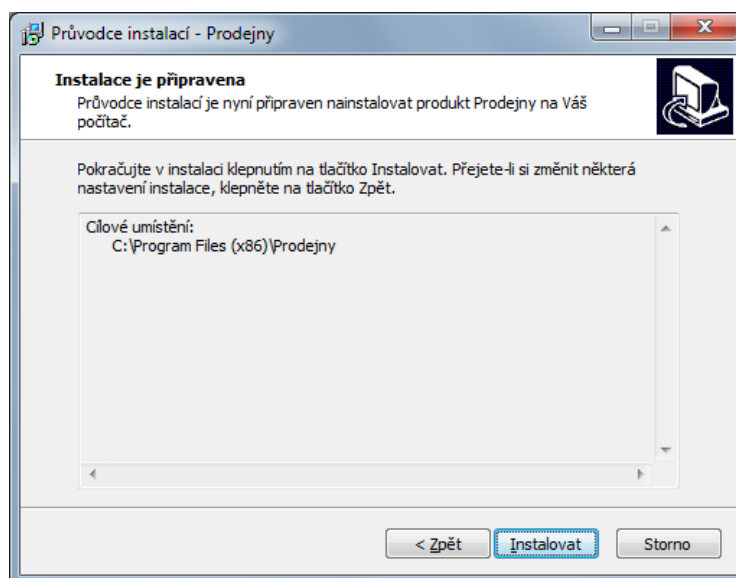 Průvodce instalací - Prodejny
Instalace je připravena
Průvodce instalací je nyní připraven nainstalovat produkt Prodejny na Váš
počítač.
Pokračujte v instalaci klepnutím na tlačítko Instalovat. Přejete-li si změnit některá
nastavení instalace, klepněte na tlačítko Zpět.
Cílové umístění:
C:\Program Files (x86)\Prodejny
< Zpět
Instalovat
Storno